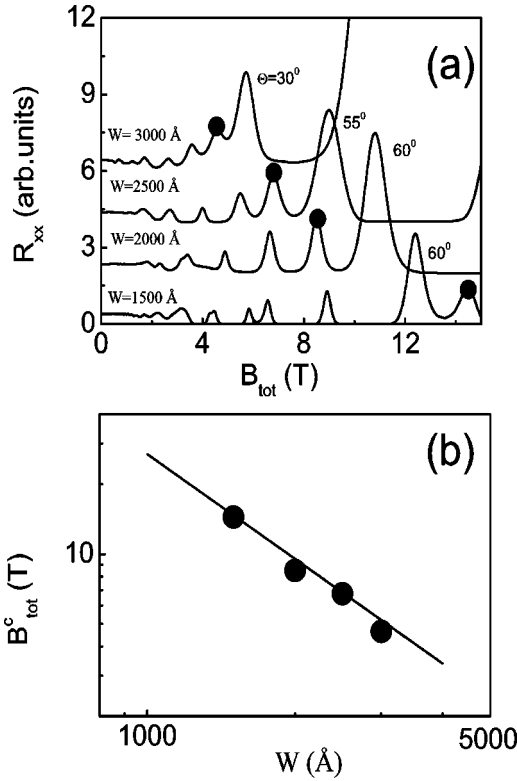 12
9
6
3
0
R_xx (arb.units)
(a)
Θ=30⁰
55⁰
60⁰
60⁰
W= 3000 Å
W=2500 Å
W=2000 Å
W=1500 Å
4 8 12
B_tot (T)
(b)
10
B^c_tot (T)
1000 5000
W (Å)